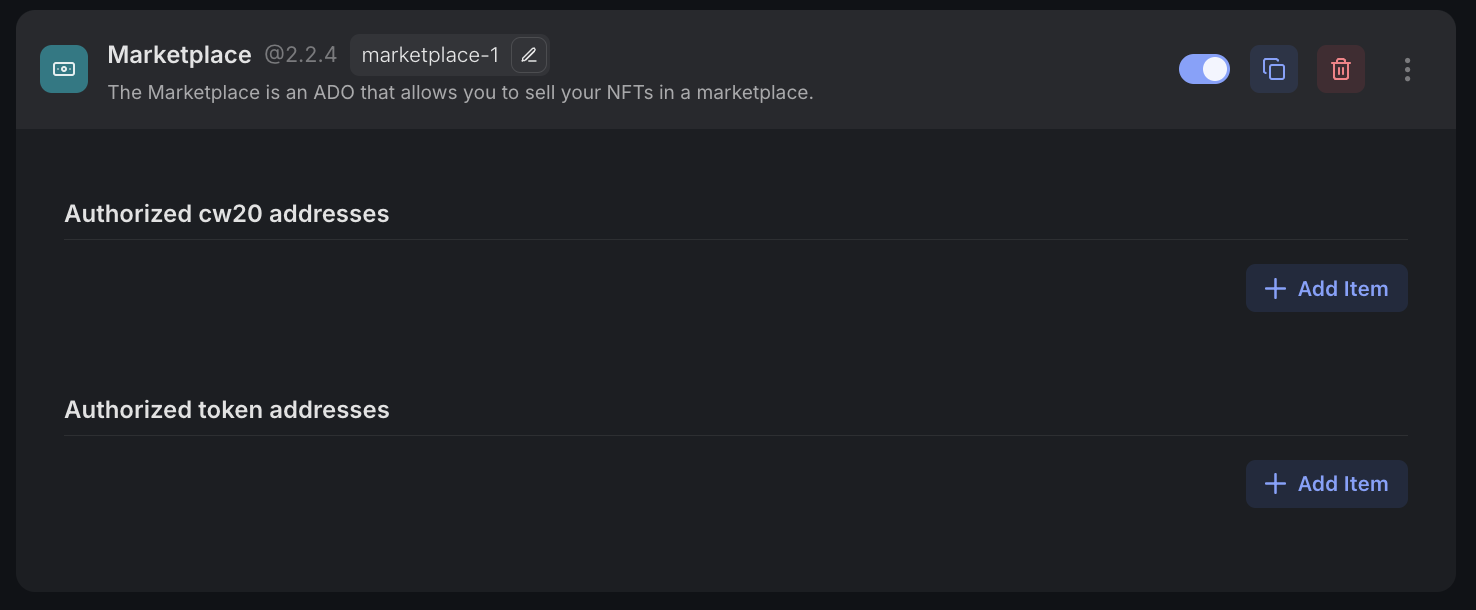 Marketplace @2.2.4 marketplace-1
The Marketplace is an ADO that allows you to sell your NFTs in a marketplace.
Authorized cw20 addresses
Add Item
Authorized token addresses
Add Item